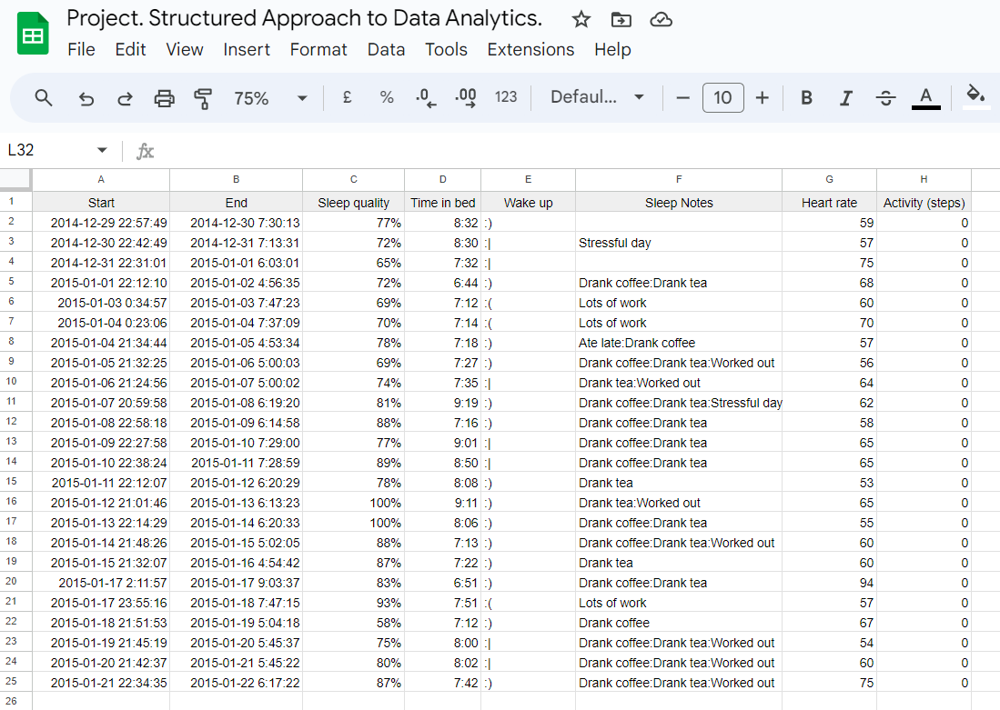 Project. Structured Approach to Data Analytics.
File Edit View Insert Format Data Tools Extensions Help
75% £ % .0 .00 123 Defaul... − 10 + B I S A
L32 fx
A B C D E F G H
1 Start End Sleep quality Time in bed Wake up Sleep Notes Heart rate Activity (steps)
2 2014-12-29 22:57:49 2014-12-30 7:30:13 77% 8:32 :) 59 0
3 2014-12-30 22:42:49 2014-12-31 7:13:31 72% 8:30 :| Stressful day 57 0
4 2014-12-31 22:31:01 2015-01-01 6:03:01 65% 7:32 :| 75 0
5 2015-01-01 22:12:10 2015-01-02 4:56:35 72% 6:44 :) Drank coffee:Drank tea 68 0
6 2015-01-03 0:34:57 2015-01-03 7:47:23 69% 7:12 :( Lots of work 60 0
7 2015-01-04 0:23:06 2015-01-04 7:37:09 70% 7:14 :( Lots of work 70 0
8 2015-01-04 21:34:44 2015-01-05 4:53:34 78% 7:18 :) Ate late:Drank coffee 57 0
9 2015-01-05 21:32:25 2015-01-06 5:00:03 69% 7:27 :) Drank coffee:Drank tea:Worked out 56 0
10 2015-01-06 21:24:56 2015-01-07 5:00:02 74% 7:35 :| Drank tea:Worked out 64 0
11 2015-01-07 20:59:58 2015-01-08 6:19:20 81% 9:19 :) Drank coffee:Drank tea:Stressful day 62 0
12 2015-01-08 22:58:18 2015-01-09 6:14:58 88% 7:16 :) Drank coffee:Drank tea 58 0
13 2015-01-09 22:27:58 2015-01-10 7:29:00 77% 9:01 :| Drank coffee:Drank tea 65 0
14 2015-01-10 22:38:24 2015-01-11 7:28:59 89% 8:50 :| Drank coffee:Drank tea 65 0
15 2015-01-11 22:12:07 2015-01-12 6:20:29 78% 8:08 :) Drank tea 53 0
16 2015-01-12 21:01:46 2015-01-13 6:13:23 100% 9:11 :) Drank tea:Worked out 65 0
17 2015-01-13 22:14:29 2015-01-14 6:20:33 100% 8:06 :) Drank coffee:Drank tea 55 0
18 2015-01-14 21:48:26 2015-01-15 5:02:05 88% 7:13 :) Drank coffee:Drank tea:Worked out 60 0
19 2015-01-15 21:32:07 2015-01-16 4:54:42 87% 7:22 :) Drank tea 60 0
20 2015-01-17 2:11:57 2015-01-17 9:03:37 83% 6:51 :) Drank coffee:Drank tea 94 0
21 2015-01-17 23:55:16 2015-01-18 7:47:15 93% 7:51 :( Lots of work 57 0
22 2015-01-18 21:51:53 2015-01-19 5:04:18 58% 7:12 :) Drank coffee 67 0
23 2015-01-19 21:45:19 2015-01-20 5:45:37 75% 8:00 :| Drank coffee:Drank tea:Worked out 54 0
24 2015-01-20 21:42:37 2015-01-21 5:45:22 80% 8:02 :| Drank coffee:Drank tea:Worked out 60 0
25 2015-01-21 22:34:35 2015-01-22 6:17:22 87% 7:42 :) Drank coffee:Drank tea:Worked out 75 0
26